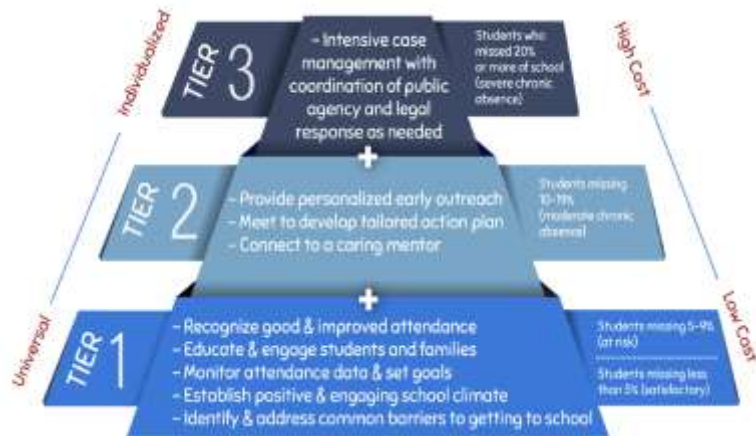 Individualized
High Cost
TIER
3
– Intensive case
management with
coordination of public
agency and legal
response as needed
Students who
missed 20%
or more of school
(severe chronic
absence)
+
TIER
2
– Provide personalized early outreach
– Meet to develop tailored action plan
– Connect to a caring mentor
Students missing
10-19%
(moderate chronic
absence)
+
Universal
Low Cost
TIER
1
– Recognize good & improved attendance
– Educate & engage students and families
– Monitor attendance data & set goals
– Establish positive & engaging school climate
– Identify & address common barriers to getting to school
Students missing 5-9%
(at risk)
Students missing less
than 5% (satisfactory)